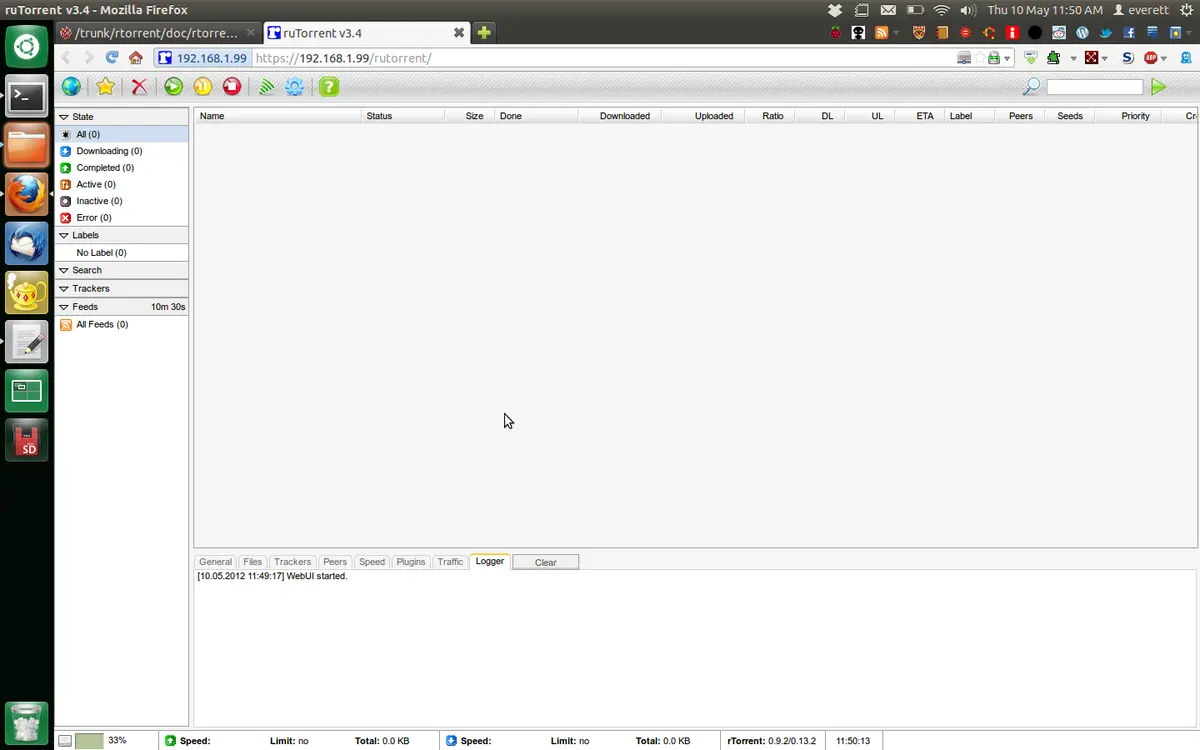 ruTorrent v3.4 - Mozilla Firefox
Thu 10 May 11:50 AM everett
/trunk/rtorrent/doc/rtorre...
ruTorrent v3.4
192.168.1.99 https://192.168.1.99/rutorrent/
State
All (0)
Downloading (0)
Completed (0)
Active (0)
Inactive (0)
Error (0)
Labels
No Label (0)
Search
Trackers
Feeds 10m 30s
All Feeds (0)
Name Status Size Done Downloaded Uploaded Ratio DL UL ETA Label Peers Seeds Priority Cr
General Files Trackers Peers Speed Plugins Traffic Logger Clear
[10.05.2012 11:49:17] WebUI started.
SD
33% Speed: Limit: no Total: 0.0 KB Speed: Limit: no Total: 0.0 KB rTorrent: 0.9.2/0.13.2 11:50:13